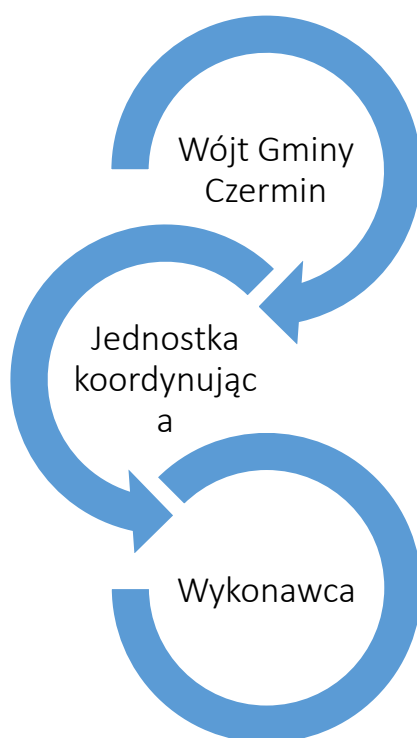 Wójt Gminy
Czermin
Jednostka
koordynując
a
Wykonawca